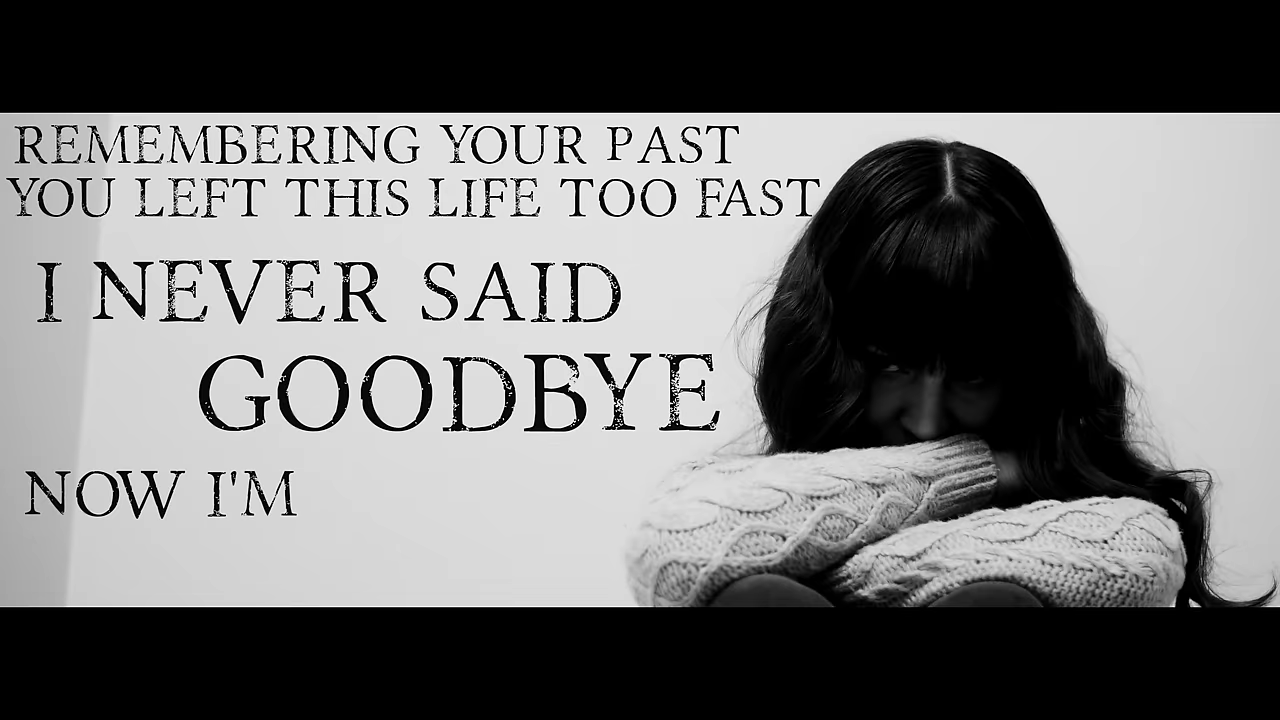 REMEMBERING YOUR PAST
YOU LEFT THIS LIFE TOO FAST
I NEVER SAID
GOODBYE
NOW I'M